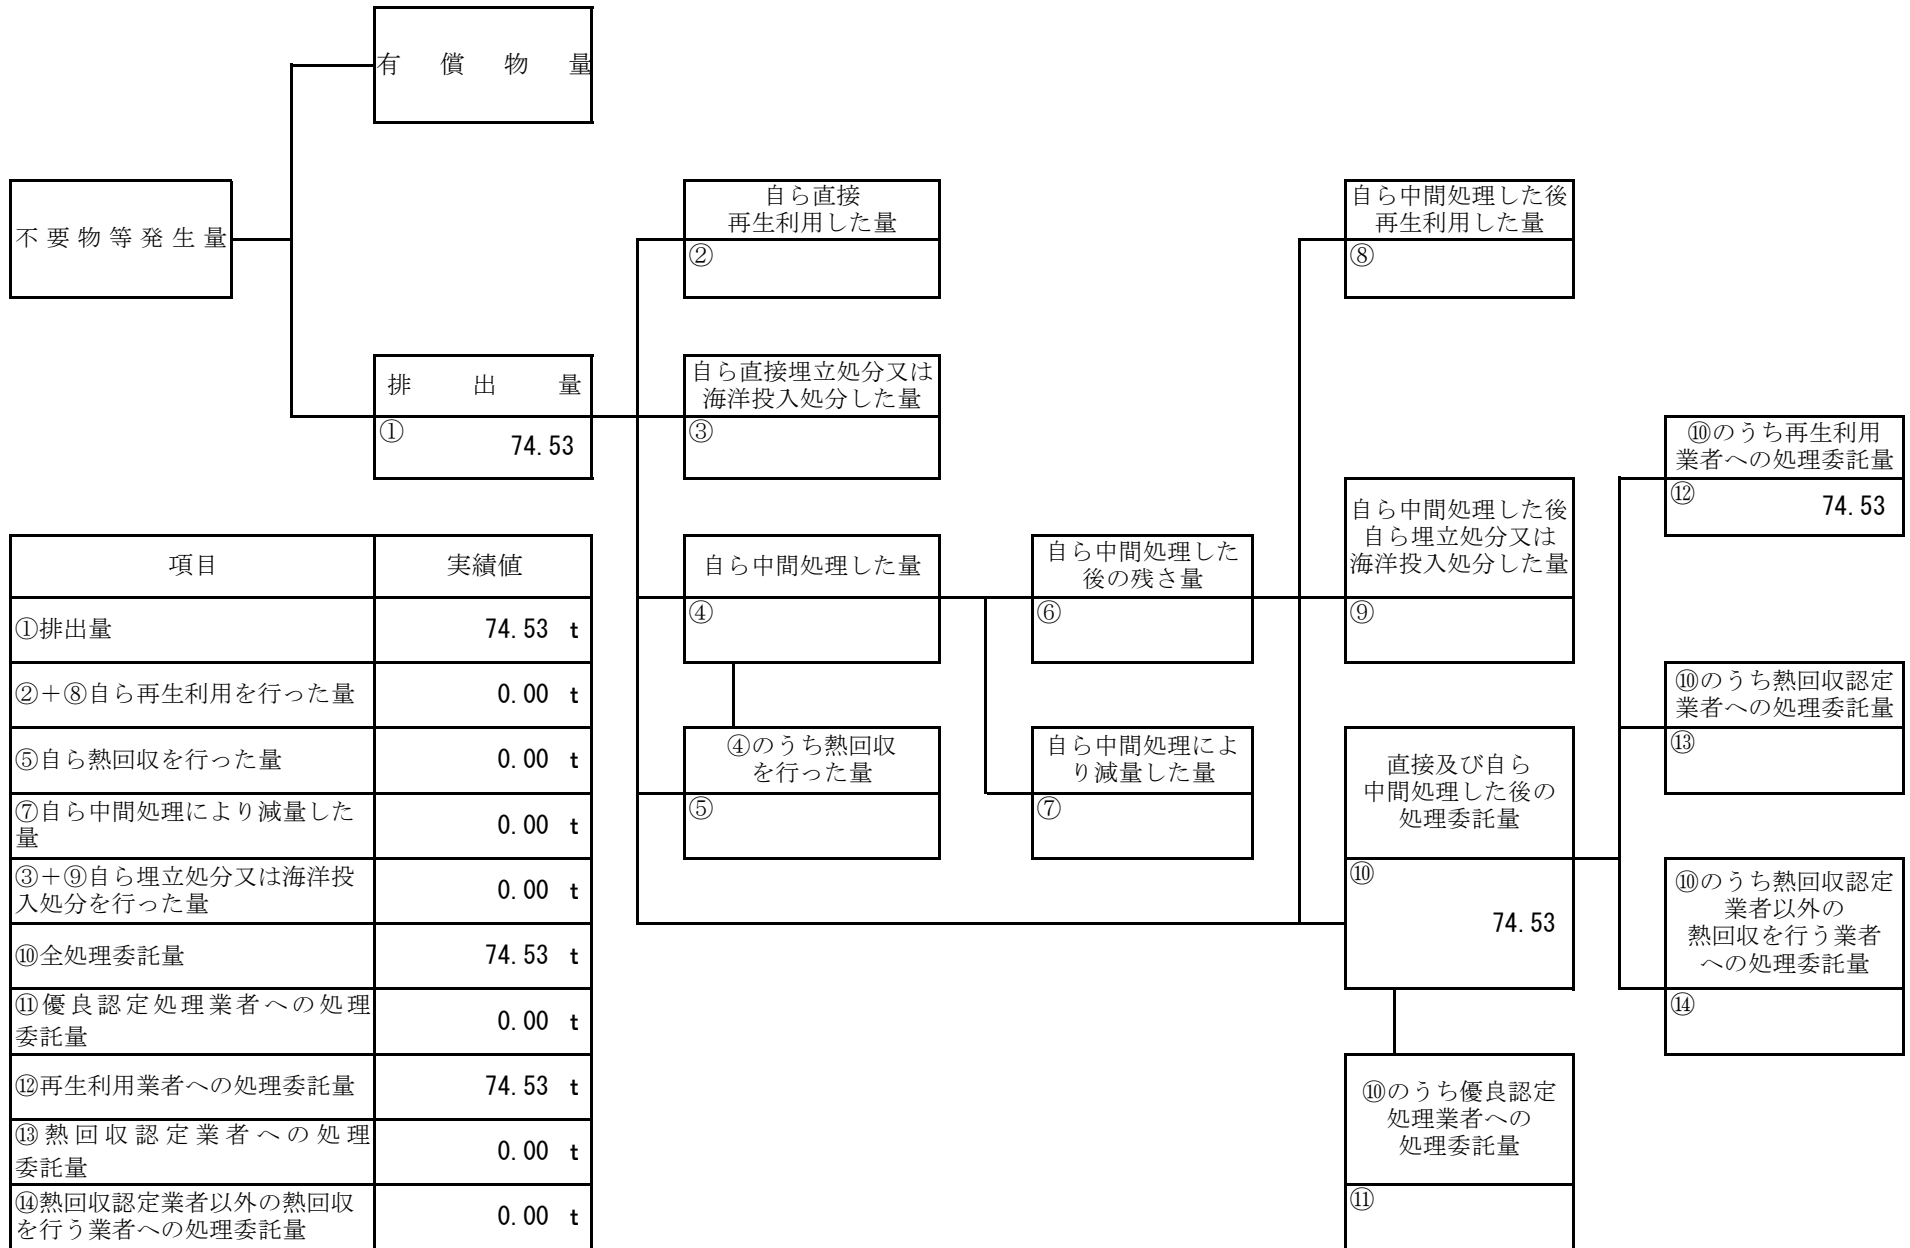 有償物量
不要物等発生量
自ら直接
再生利用した量
②
自ら中間処理した後
再生利用した量
⑧
排出量
①
74.53
自ら直接埋立処分又は
海洋投入処分した量
③
⑩のうち再生利用
業者への処理委託量
⑫
74.53
自ら中間処理した量
④
自ら中間処理した
後の残さ量
⑥
自ら中間処理した後
自ら埋立処分又は
海洋投入処分した量
⑨
⑩のうち熱回収認定
業者への処理委託量
⑬
④のうち熱回収
を行った量
⑤
自ら中間処理によ
り減量した量
⑦
直接及び自ら
中間処理した後の
処理委託量
⑩
74.53
⑩のうち熱回収認定
業者以外の
熱回収を行う業者
への処理委託量
⑭
⑩のうち優良認定
処理業者への
処理委託量
⑪
項目 実績値
①排出量 74.53 t
②+⑧自ら再生利用を行った量 0.00 t
⑤自ら熱回収を行った量 0.00 t
⑦自ら中間処理により減量した
量 0.00 t
③+⑨自ら埋立処分又は海洋投
入処分を行った量 0.00 t
⑩全処理委託量 74.53 t
⑪優良認定処理業者への処理
委託量 0.00 t
⑫再生利用業者への処理委託量 74.53 t
⑬熱回収認定業者への処理
委託量 0.00 t
⑭熱回収認定業者以外の熱回収
を行う業者への処理委託量 0.00 t